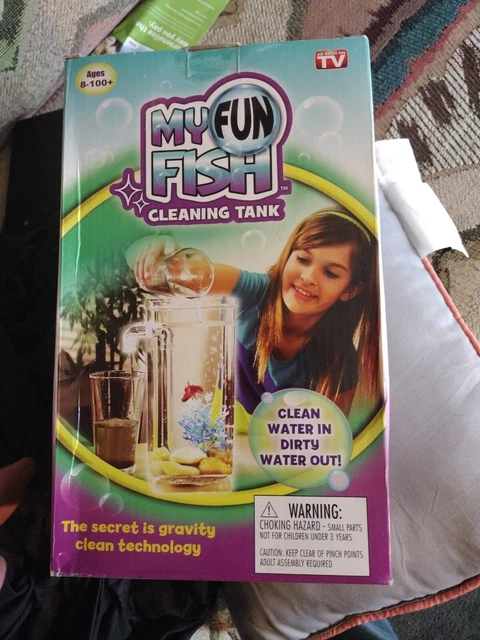 AS SEEN ON
TV
Ages
8-100+
MY FUN
FISH™
CLEANING TANK
CLEAN
WATER IN
DIRTY
WATER OUT!
The secret is gravity
clean technology
WARNING:
CHOKING HAZARD - SMALL PARTS
NOT FOR CHILDREN UNDER 3 YEARS
CAUTION: KEEP CLEAR OF PINCH POINTS
ADULT ASSEMBLY REQUIRED